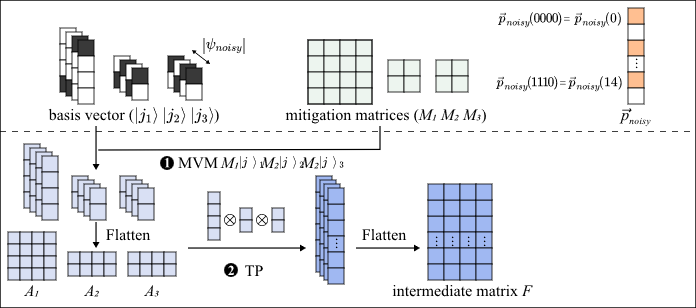 |ψnoisy|
p⃗noisy(0000) = p⃗noisy(0)
⋮
p⃗noisy(1110) = p⃗noisy(14)
p⃗noisy
basis vector (|j₁⟩ |j₂⟩ |j₃⟩)
mitigation matrices (M₁ M₂ M₃)
❶ MVM M₁|j⟩₁M₂|j⟩₂M₂|j⟩₃
⊗ ⊗
Flatten
Flatten
❷ TP
A₁ A₂ A₃
intermediate matrix F